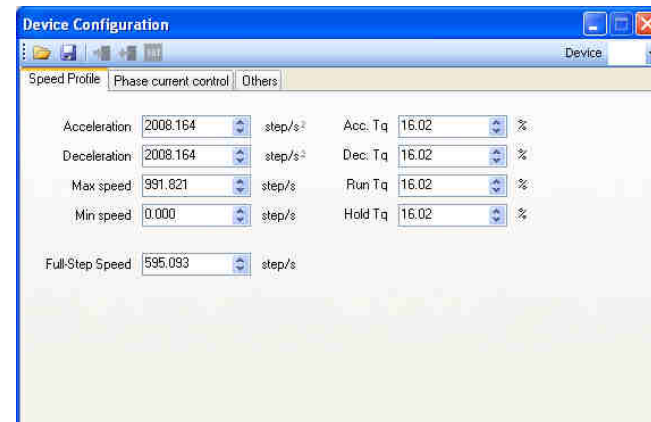 Device Configuration
Device
Speed Profile Phase current control Others
Acceleration 2008.164 step/s² Acc. Tq 16.02 %
Deceleration 2008.164 step/s² Dec. Tq 16.02 %
Max speed 991.821 step/s Run Tq 16.02 %
Min speed 0.000 step/s Hold Tq 16.02 %
Full-Step Speed 595.093 step/s